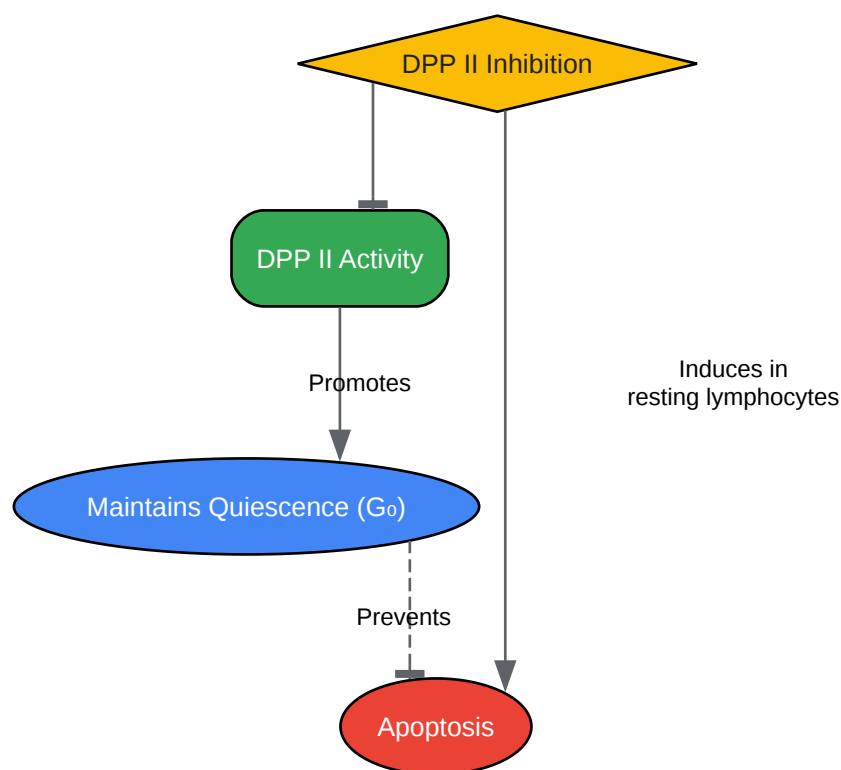 DPP II Inhibition
DPP II Activity
Induces in
resting lymphocytes
Promotes
Maintains Quiescence (G₀)
Prevents
Apoptosis